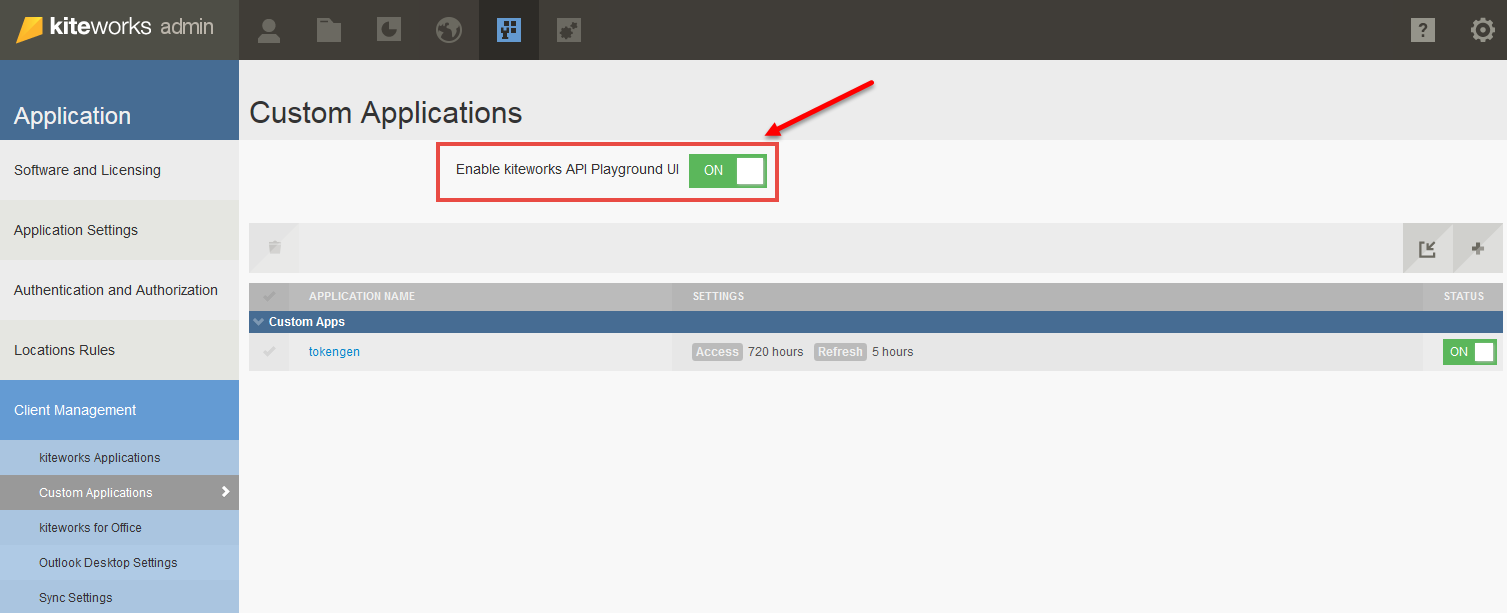 kiteworks admin
?
Application
Custom Applications
Software and Licensing
Enable kiteworks API Playground UI ON
Application Settings
Authentication and Authorization
APPLICATION NAME SETTINGS STATUS
Custom Apps
Locations Rules
tokengen Access 720 hours Refresh 5 hours ON
Client Management
kiteworks Applications
Custom Applications
kiteworks for Office
Outlook Desktop Settings
Sync Settings